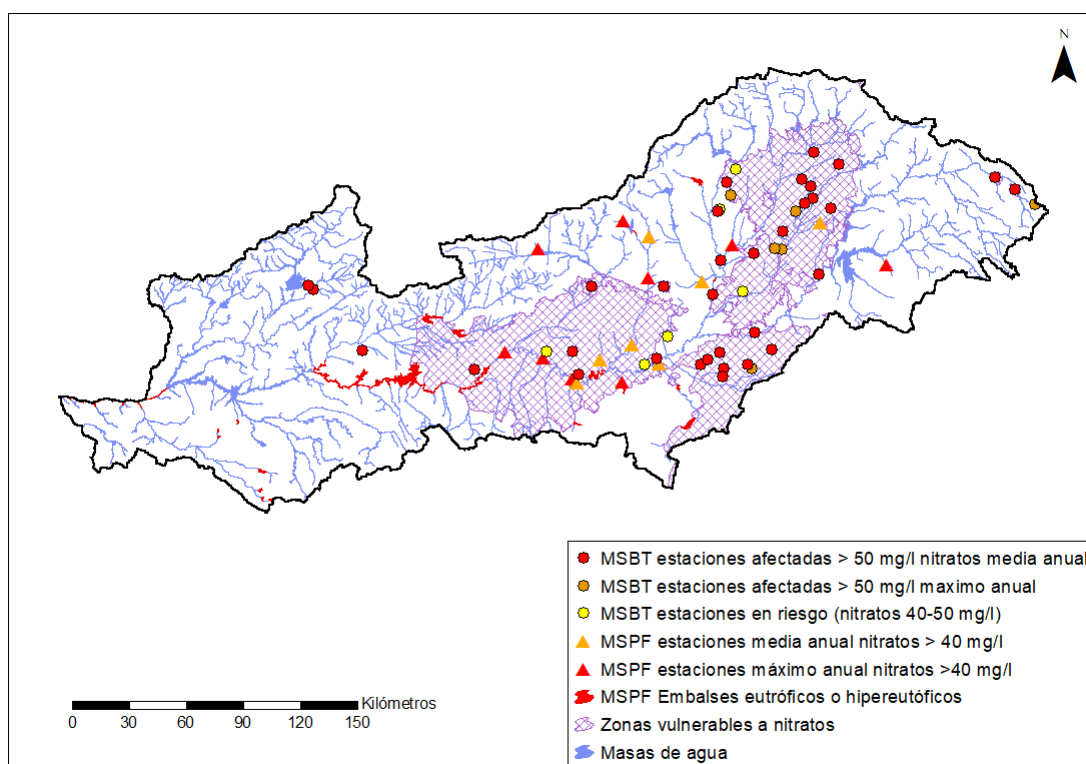 N
MSBT estaciones afectadas > 50 mg/l nitratos media anual
MSBT estaciones afectadas > 50 mg/l maximo anual
MSBT estaciones en riesgo (nitratos 40-50 mg/l)
MSPF estaciones media anual nitratos > 40 mg/l
MSPF estaciones máximo anual nitratos >40 mg/l
MSPF Embalses eutróficos o hipereutóficos
Zonas vulnerables a nitratos
Masas de agua
Kilómetros
0 30 60 90 120 150